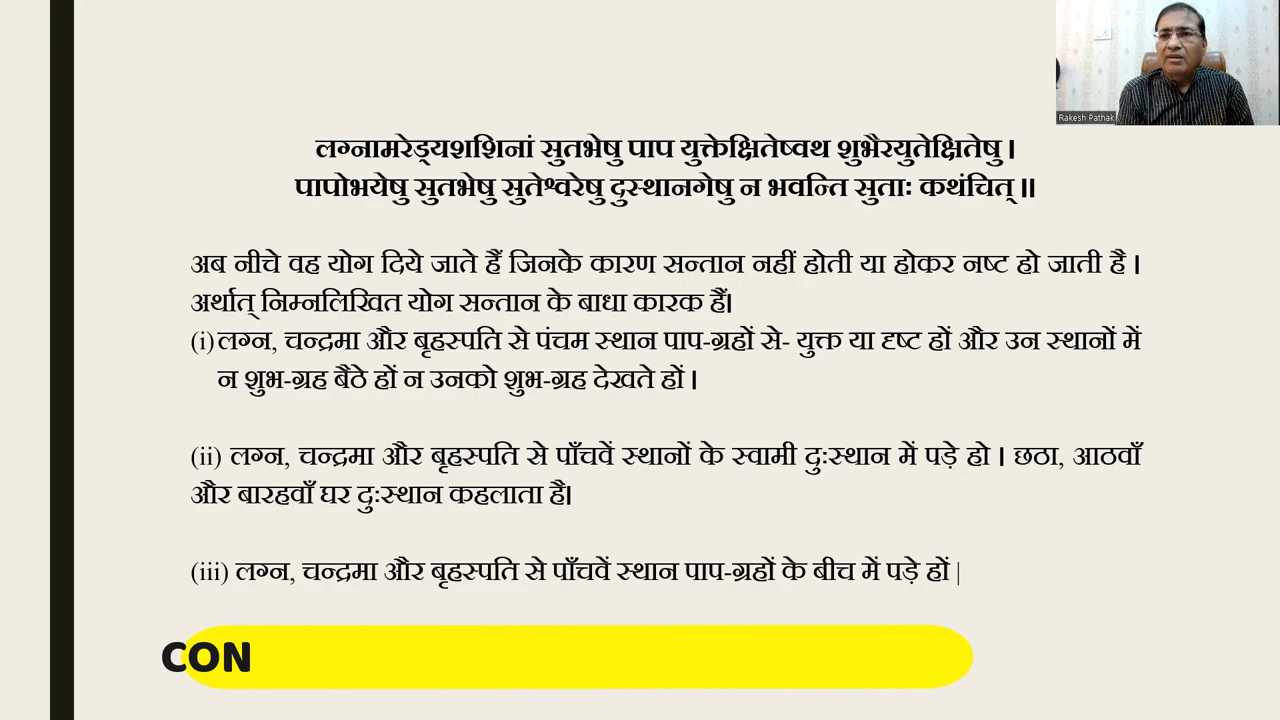 Rakesh Pathak
लग्नामरेड्यशशिनां सुतभेषु पाप युक्तेक्षितेष्वथ शुभैरयुतेक्षितेषु ।
पापोभयेषु सुतभेषु सुतेश्वरेषु दुस्थानगेषु न भवन्ति सुताः कथंचित् ॥
अब नीचे वह योग दिये जाते हैं जिनके कारण सन्तान नहीं होती या होकर नष्ट हो जाती है ।
अर्थात् निम्नलिखित योग सन्तान के बाधा कारक हैं।
(i) लग्न, चन्द्रमा और बृहस्पति से पंचम स्थान पाप-ग्रहों से- युक्त या दृष्ट हों और उन स्थानों में
न शुभ-ग्रह बैठे हों न उनको शुभ-ग्रह देखते हों ।
(ii) लग्न, चन्द्रमा और बृहस्पति से पाँचवें स्थानों के स्वामी दुःस्थान में पड़े हो । छठा, आठवाँ
और बारहवाँ घर दुःस्थान कहलाता है।
(iii) लग्न, चन्द्रमा और बृहस्पति से पाँचवें स्थान पाप-ग्रहों के बीच में पड़े हों |
CON